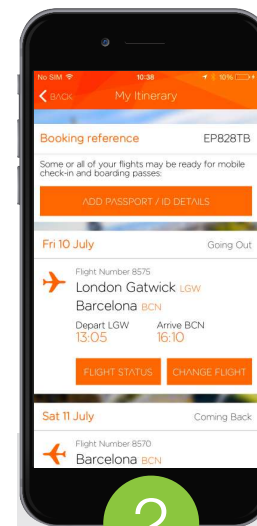 No SIM 10:38 10%
BACK My Itinerary
Booking reference EP828TB
Some or all of your flights may be ready for mobile
check-in and boarding passes:
ADD PASSPORT / ID DETAILS
Fri 10 July Going Out
Flight Number 8575
London Gatwick LGW
Barcelona BCN
Depart LGW Arrive BCN
13:05 16:10
FLIGHT STATUS CHANGE FLIGHT
Sat 11 July Coming Back
Flight Number 8570
Barcelona BCN
2